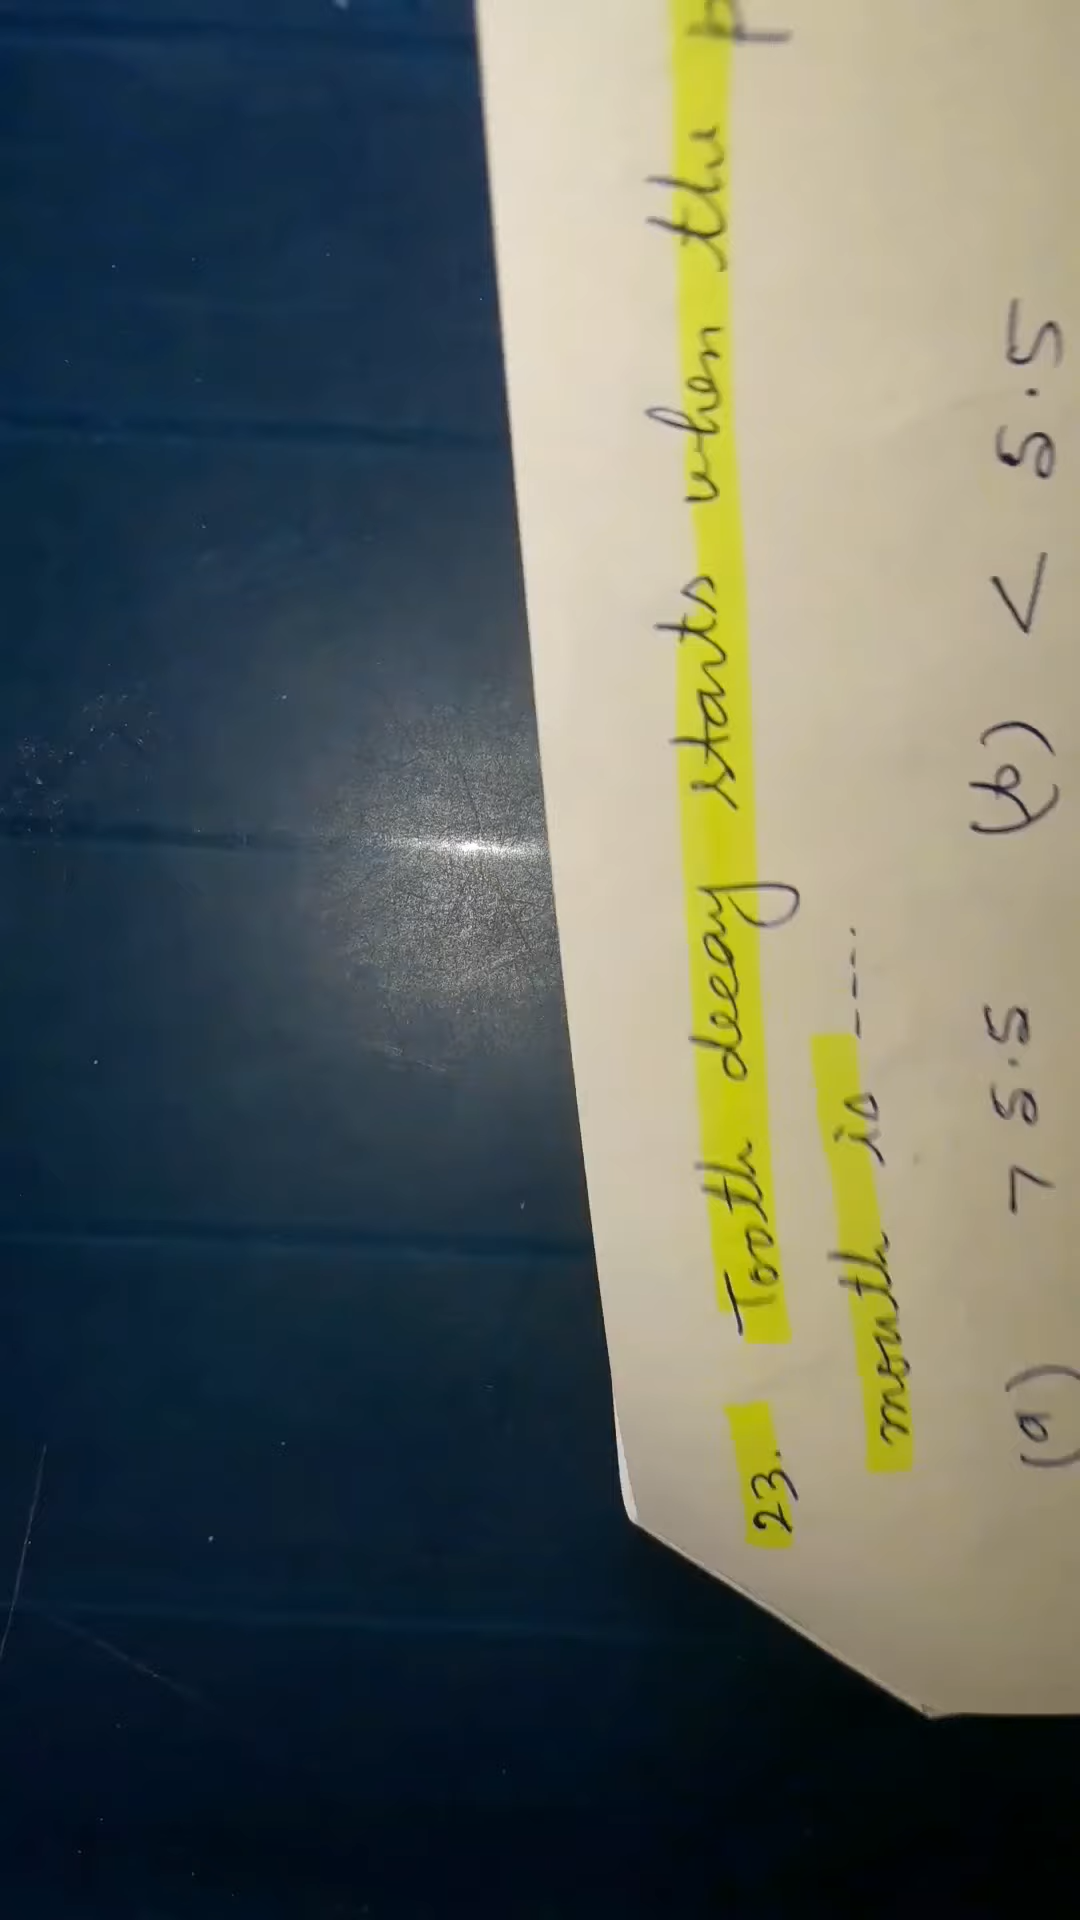 23. Tooth decay starts when the p
mouth is ----.
(a) > 5.5 (b) < 5.5